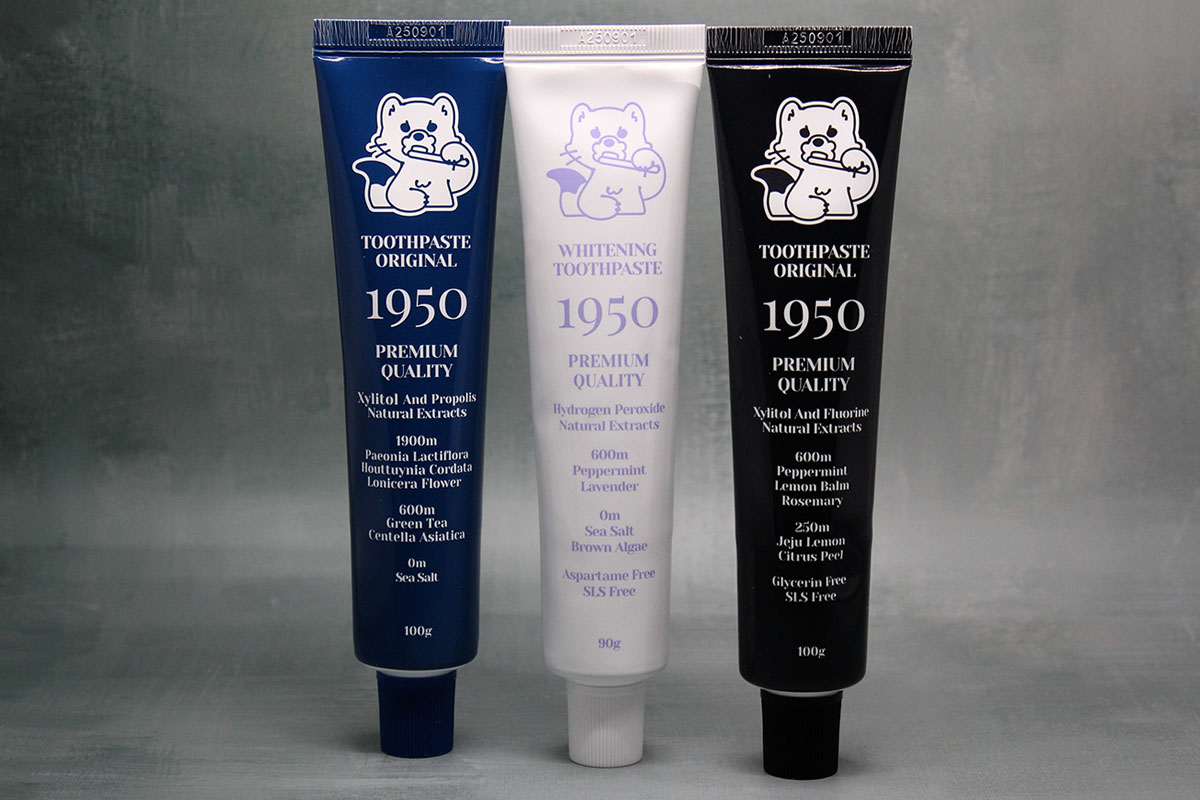 A250901
TOOTHPASTE
ORIGINAL
1950
PREMIUM
QUALITY
Xylitol And Propolis
Natural Extracts
1900m
Paeonia Lactiflora
Houttuynia Cordata
Lonicera Flower
600m
Green Tea
Centella Asiatica
0m
Sea Salt
100g
A250901
WHITENING
TOOTHPASTE
1950
PREMIUM
QUALITY
Hydrogen Peroxide
Natural Extracts
600m
Peppermint
Lavender
0m
Sea Salt
Brown Algae
Aspartame Free
SLS Free
90g
A250901
TOOTHPASTE
ORIGINAL
1950
PREMIUM
QUALITY
Xylitol And Fluorine
Natural Extracts
600m
Peppermint
Lemon Balm
Rosemary
250m
Jeju Lemon
Citrus Peel
Glycerin Free
SLS Free
100g